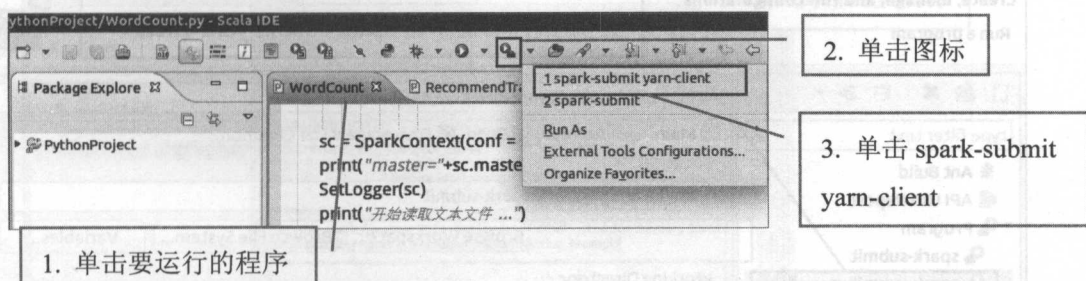 ythonProject/WordCount.py - Scala IDE
Package Explore
WordCount
RecommendTra
PythonProject
sc = SparkContext(conf =
print("master="+sc.maste
SetLogger(sc)
print("开始读取文本文件 ...")
1 spark-submit yarn-client
2 spark-submit
Run As
External Tools Configurations...
Organize Favorites...
1. 单击要运行的程序
2. 单击图标
3. 单击 spark-submit
yarn-client